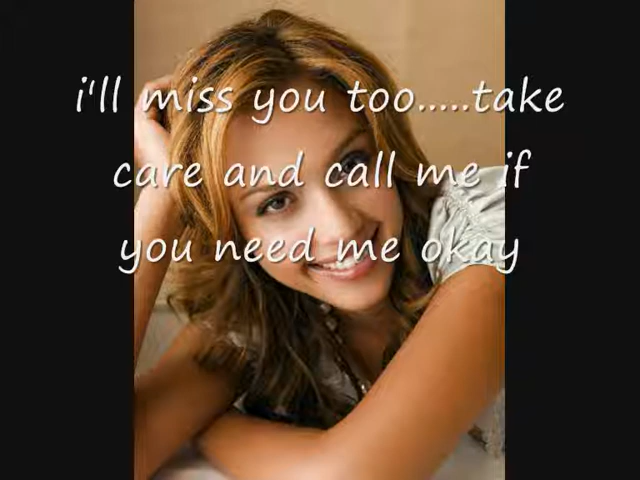 i'll miss you too.....take
care and call me if
you need me okay